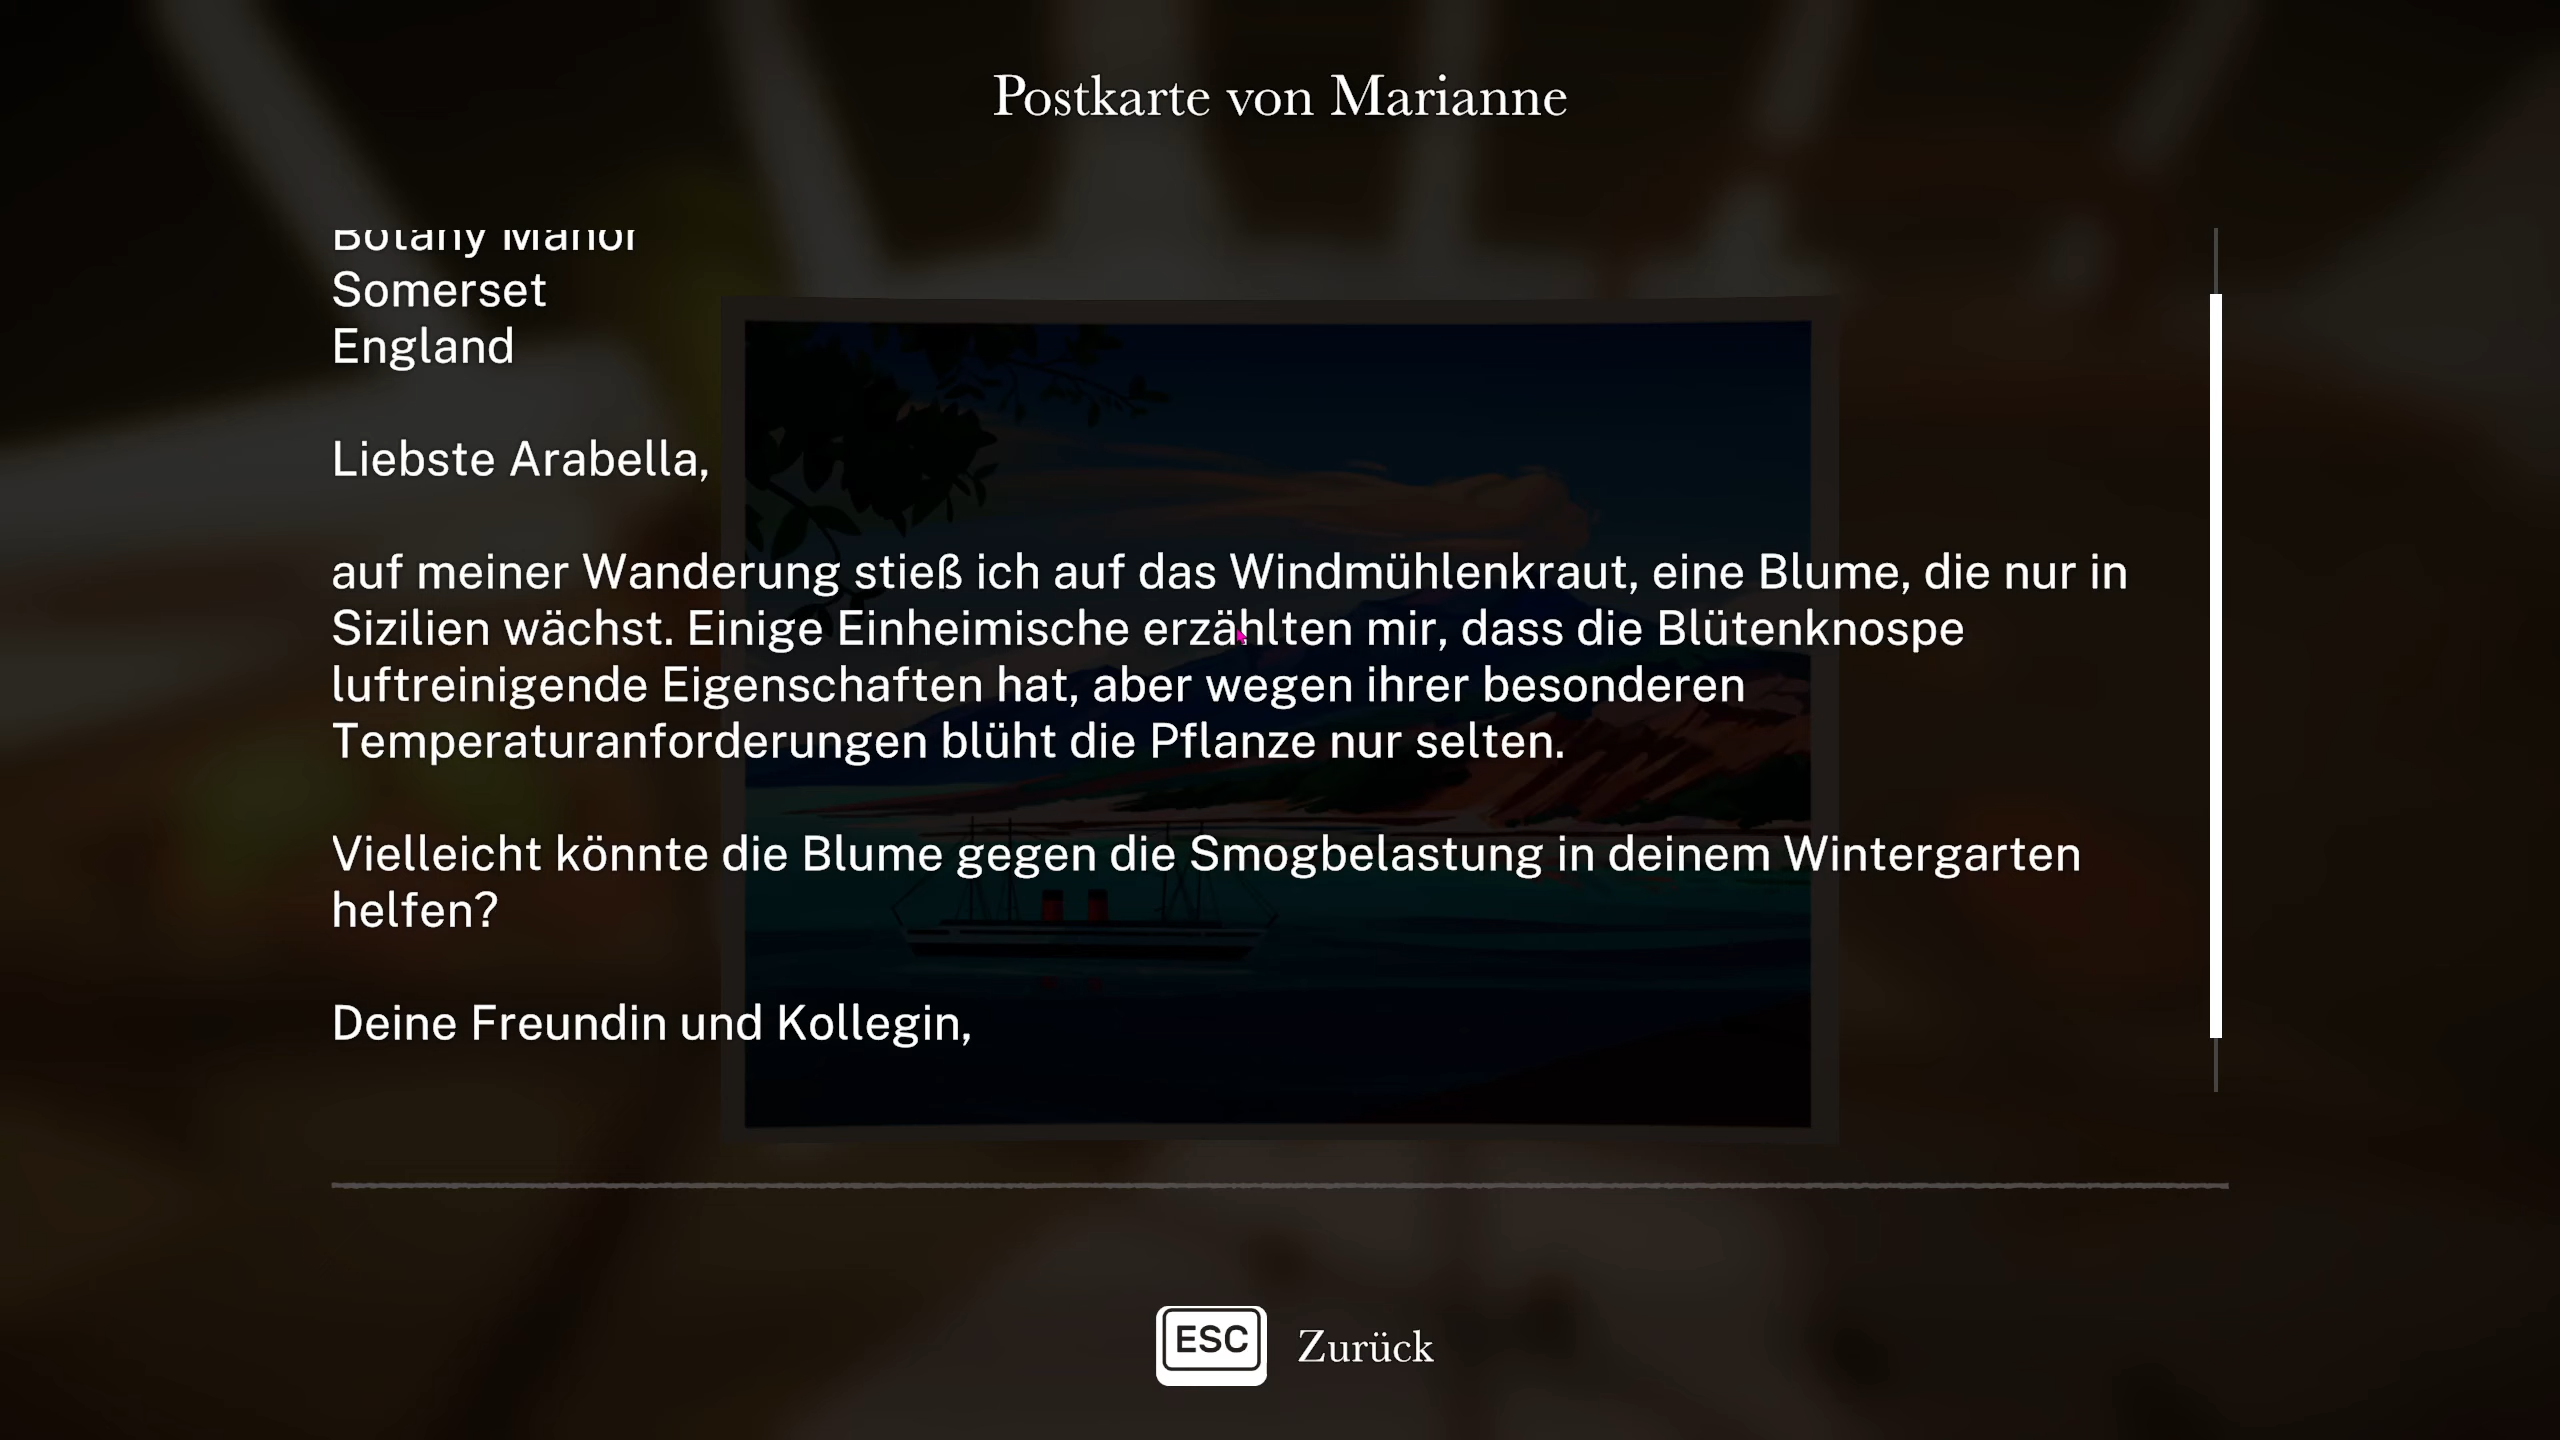 Postkarte von Marianne
Botany Manor
Somerset
England
Liebste Arabella,
auf meiner Wanderung stieß ich auf das Windmühlenkraut, eine Blume, die nur in
Sizilien wächst. Einige Einheimische erzählten mir, dass die Blütenknospe
luftreinigende Eigenschaften hat, aber wegen ihrer besonderen
Temperaturanforderungen blüht die Pflanze nur selten.
Vielleicht könnte die Blume gegen die Smogbelastung in deinem Wintergarten
helfen?
Deine Freundin und Kollegin,
ESC Zurück